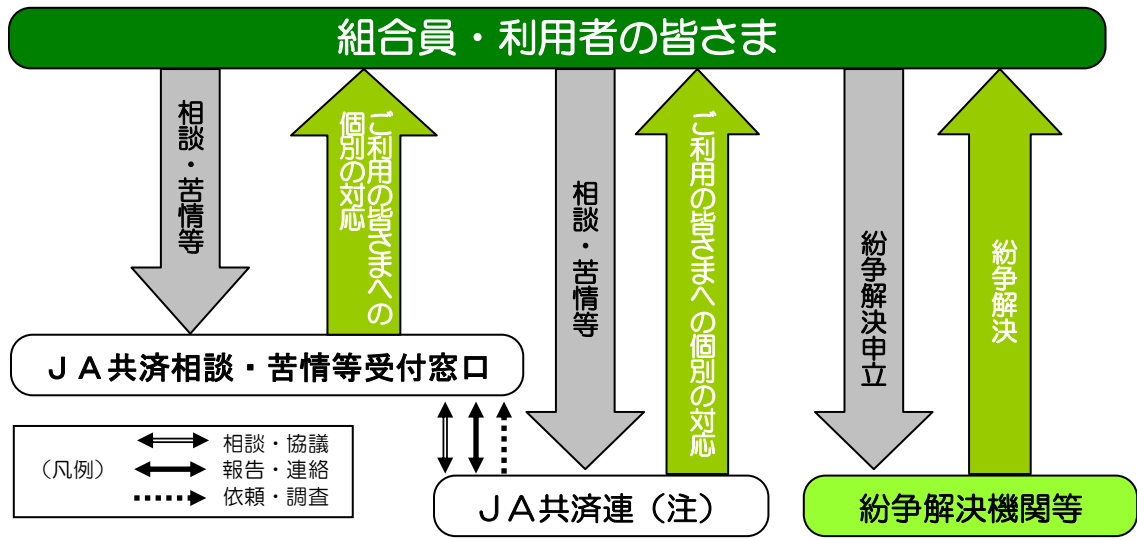 組合員・利用者の皆さま
相談・苦情等
ご利用の皆さまへの
個別の対応
相談・苦情等
ご利用の皆さまへの個別の対応
紛争解決申立
紛争解決
JA共済相談・苦情等受付窓口
(凡例)
相談・協議
報告・連絡
依頼・調査
JA共済連(注)
紛争解決機関等